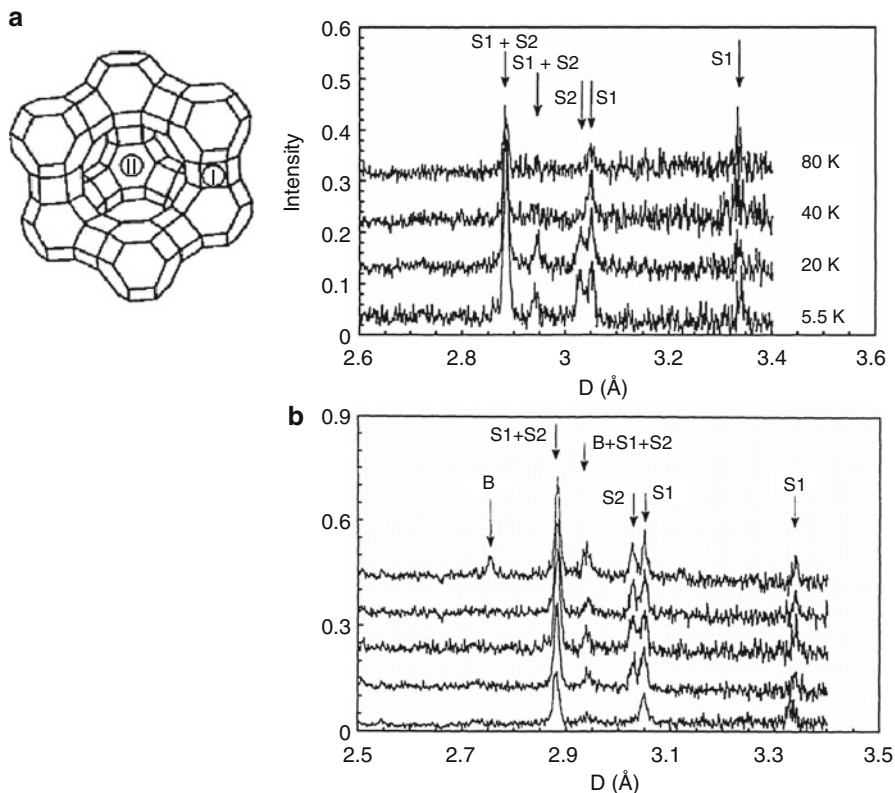 a
II
I
0.6
0.5
0.4
0.3
0.2
0.1
0
Intensity
S1 + S2
S1 + S2
S2
S1
S1
80 K
40 K
20 K
5.5 K
2.6 2.8 3 3.2 3.4 3.6
D (Å)
b
0.9
0.6
0.3
0
B
S1+S2
B+S1+S2
S2
S1
S1
2.5 2.7 2.9 3.1 3.3 3.5
D (Å)